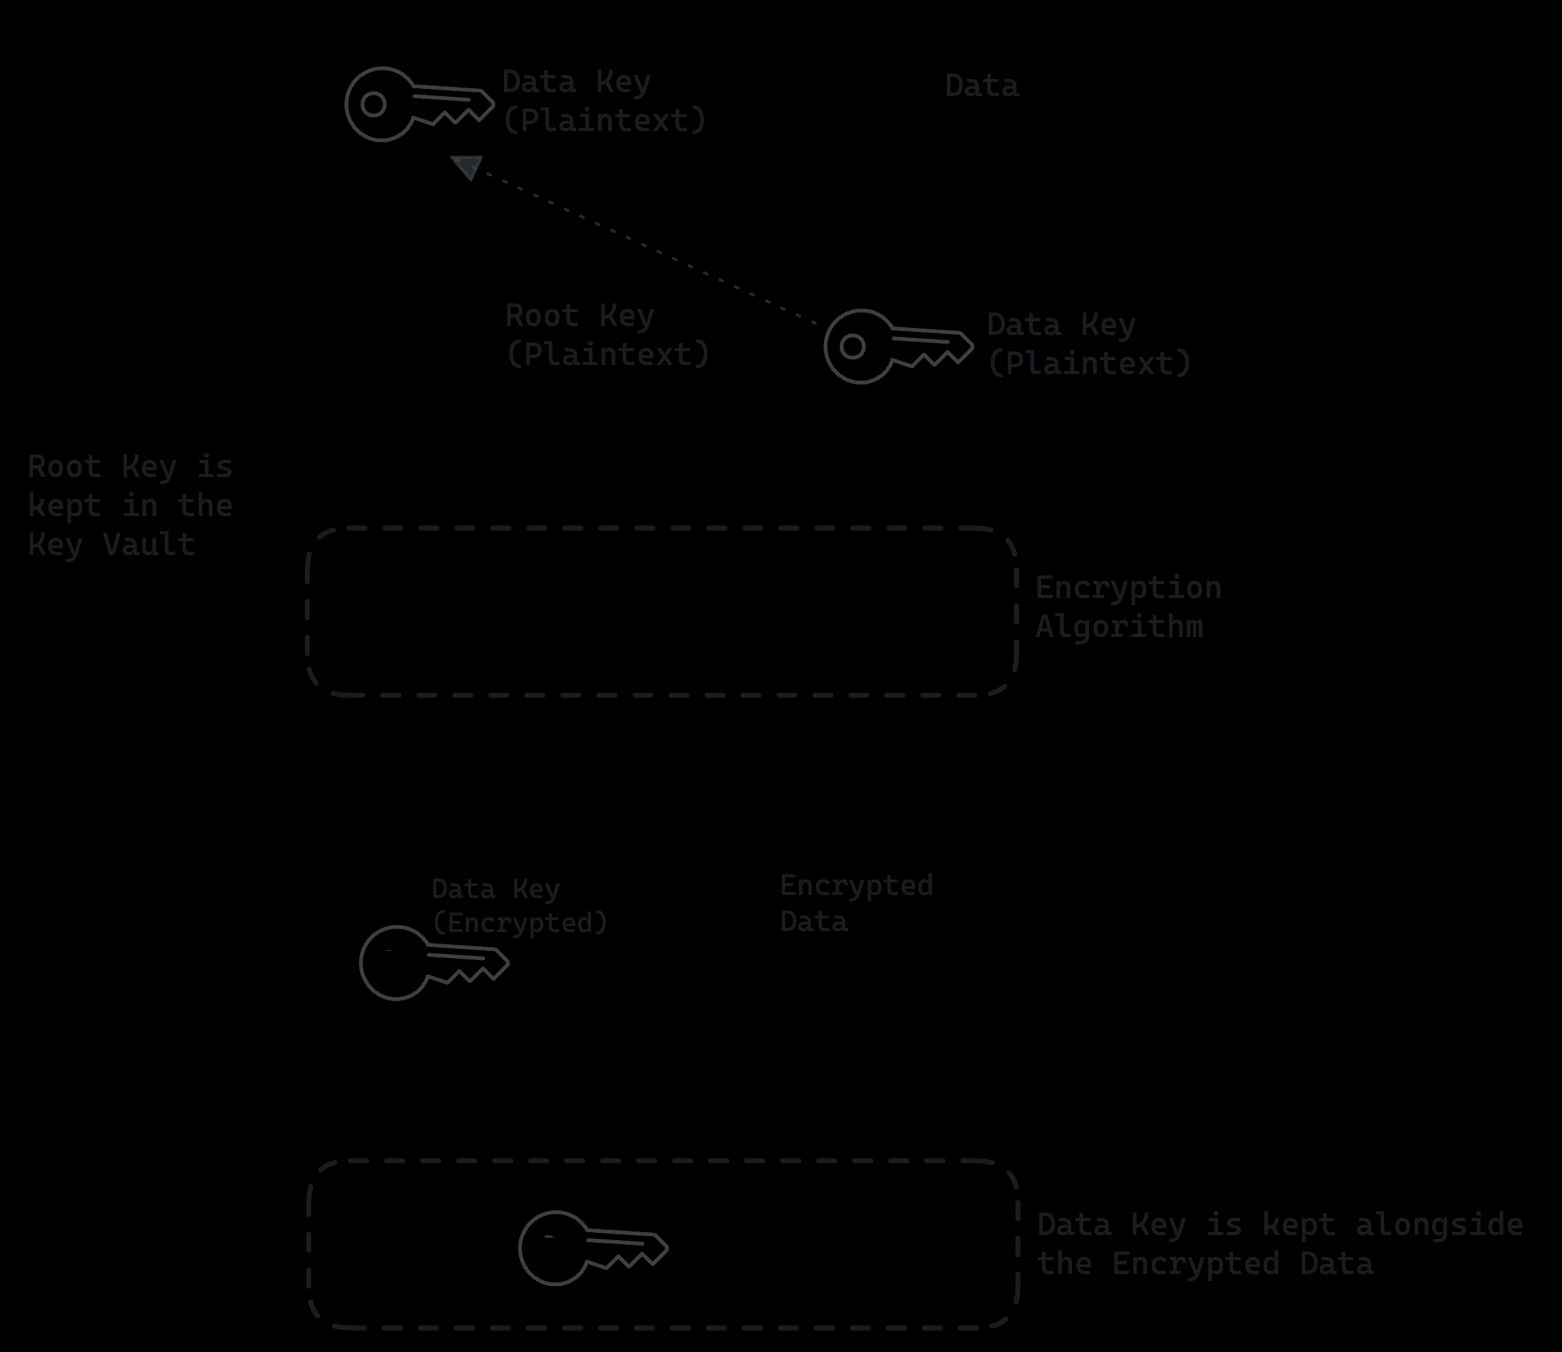 Data Key
(Plaintext)
Data
Root Key
(Plaintext)
Data Key
(Plaintext)
Root Key is
kept in the
Key Vault
Encryption
Algorithm
Data Key
(Encrypted)
Encrypted
Data
Data Key is kept alongside
the Encrypted Data